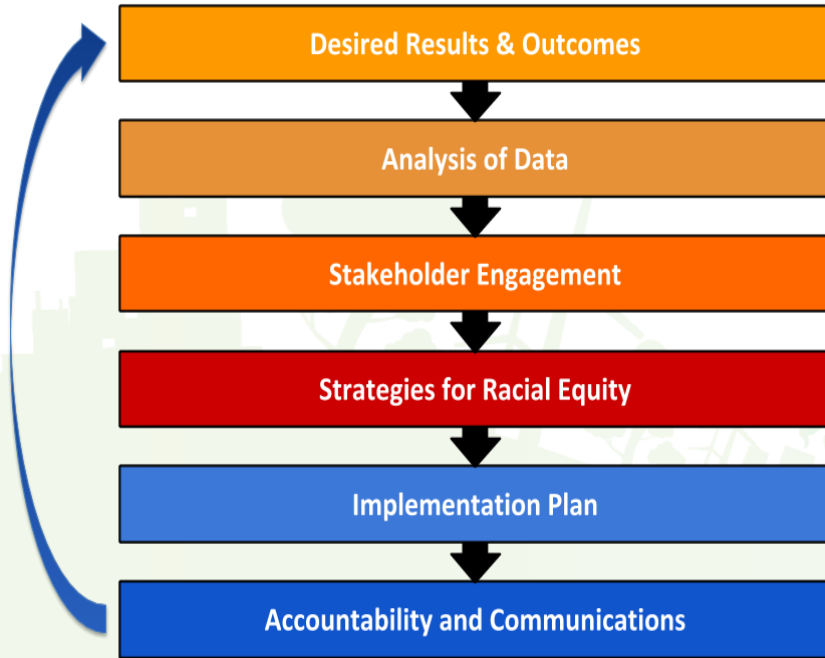 Desired Results & Outcomes
Analysis of Data
Stakeholder Engagement
Strategies for Racial Equity
Implementation Plan
Accountability and Communications